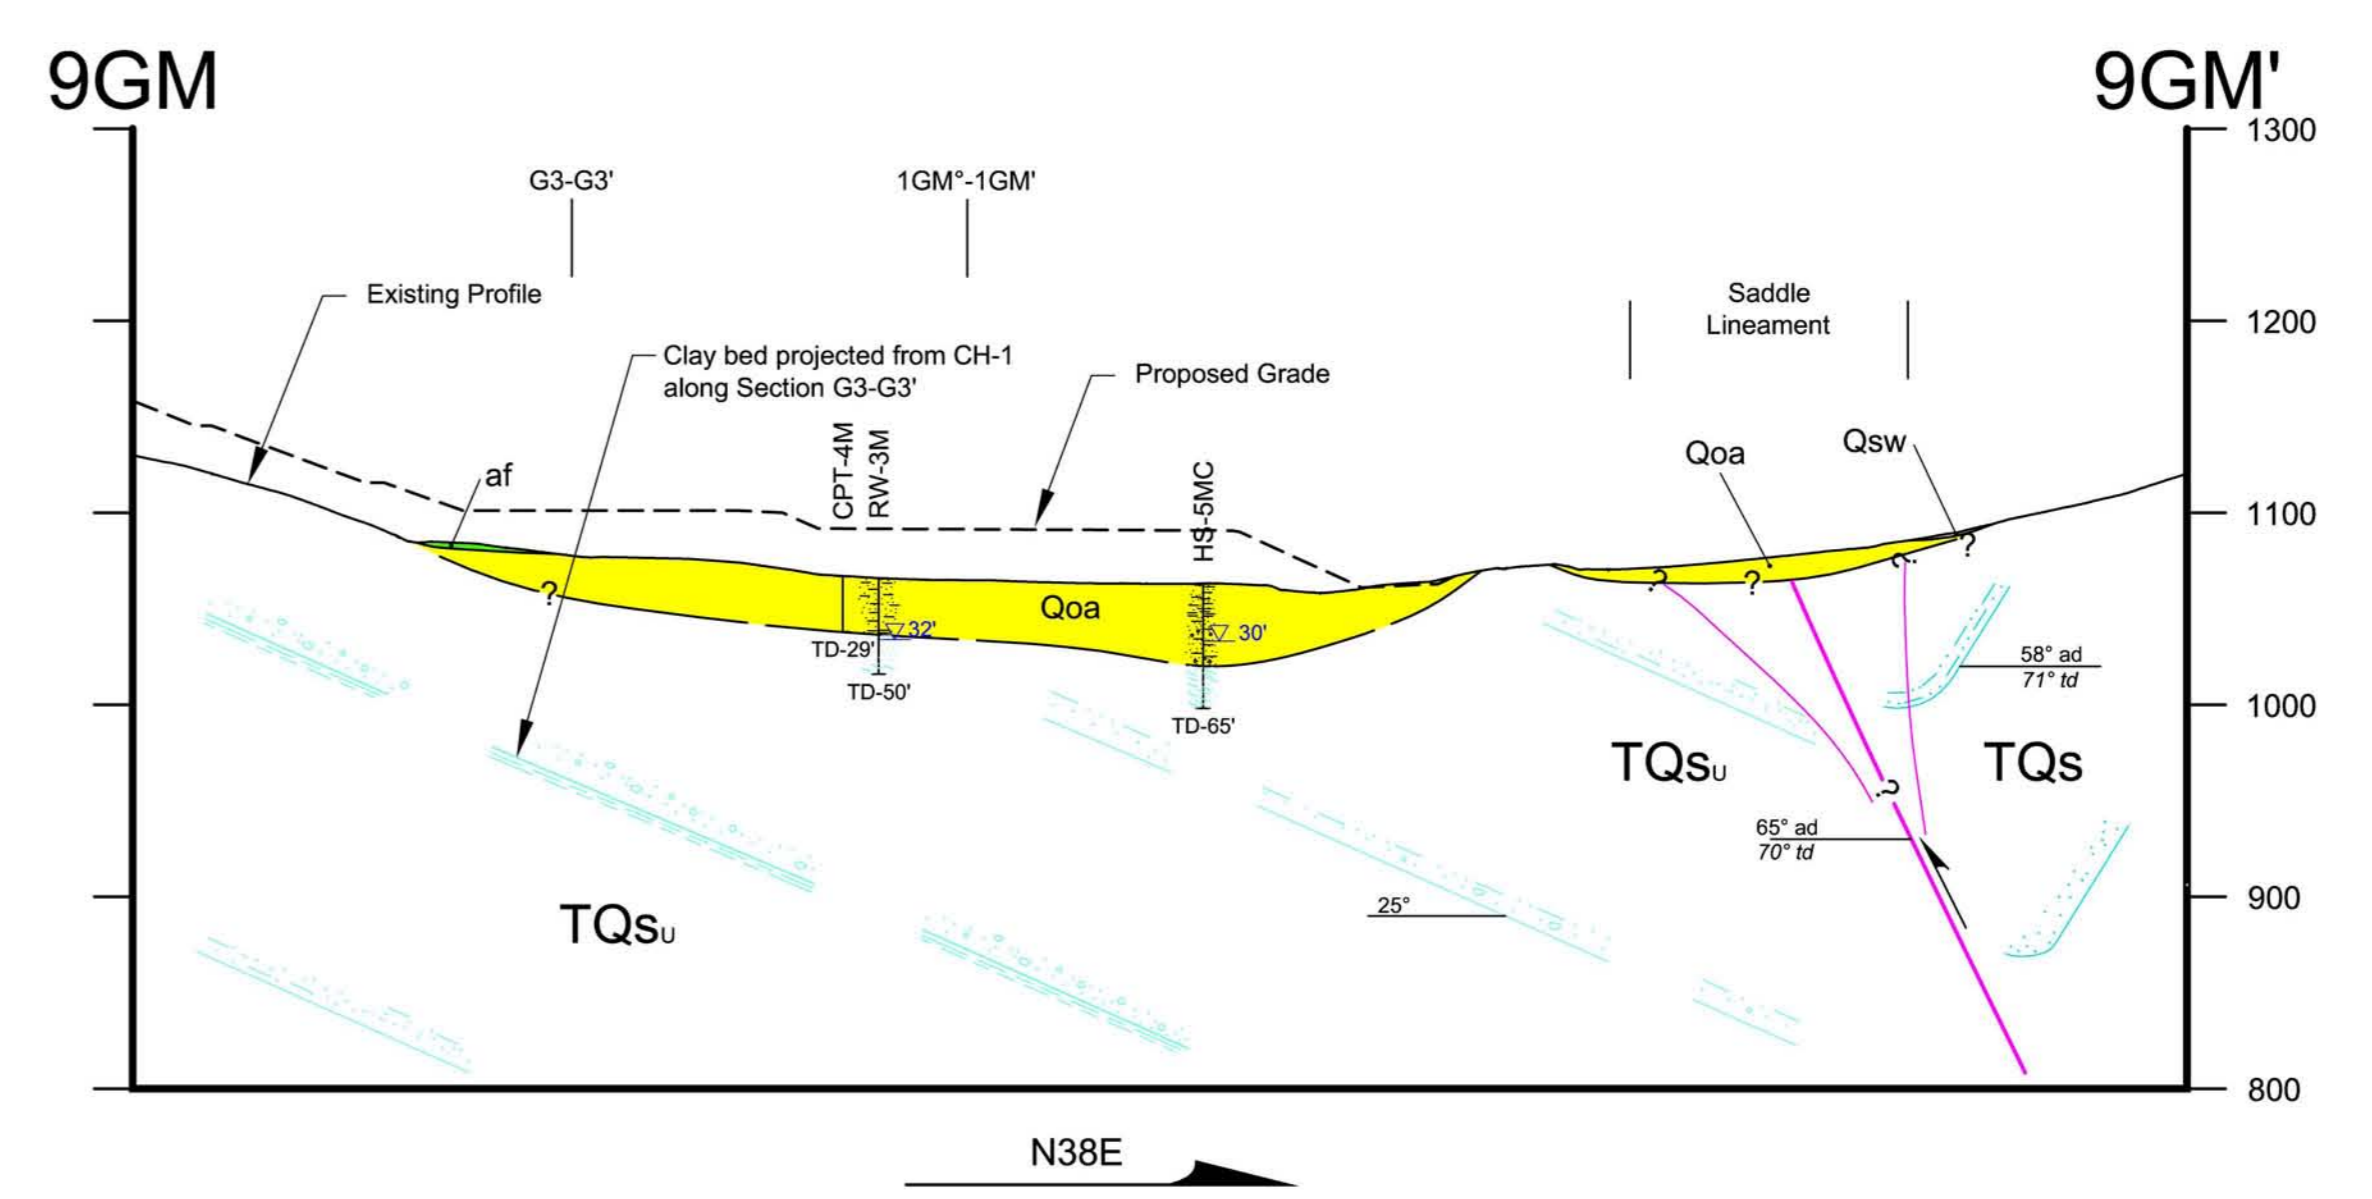 9GM
9GM'
1300
G3-G3'
1GM°-1GM'
Existing Profile
Saddle
Lineament
1200
Clay bed projected from CH-1
along Section G3-G3'
Proposed Grade
CPT-4M
RW-3M
HS-5MC
af
Qoa
Qsw
1100
?
?
?
?
?
Qoa
32'
30'
TD-29'
TD-50'
TD-65'
58° ad
71° td
1000
TQsU
TQs
?
65° ad
70° td
25°
900
TQsU
800
N38E